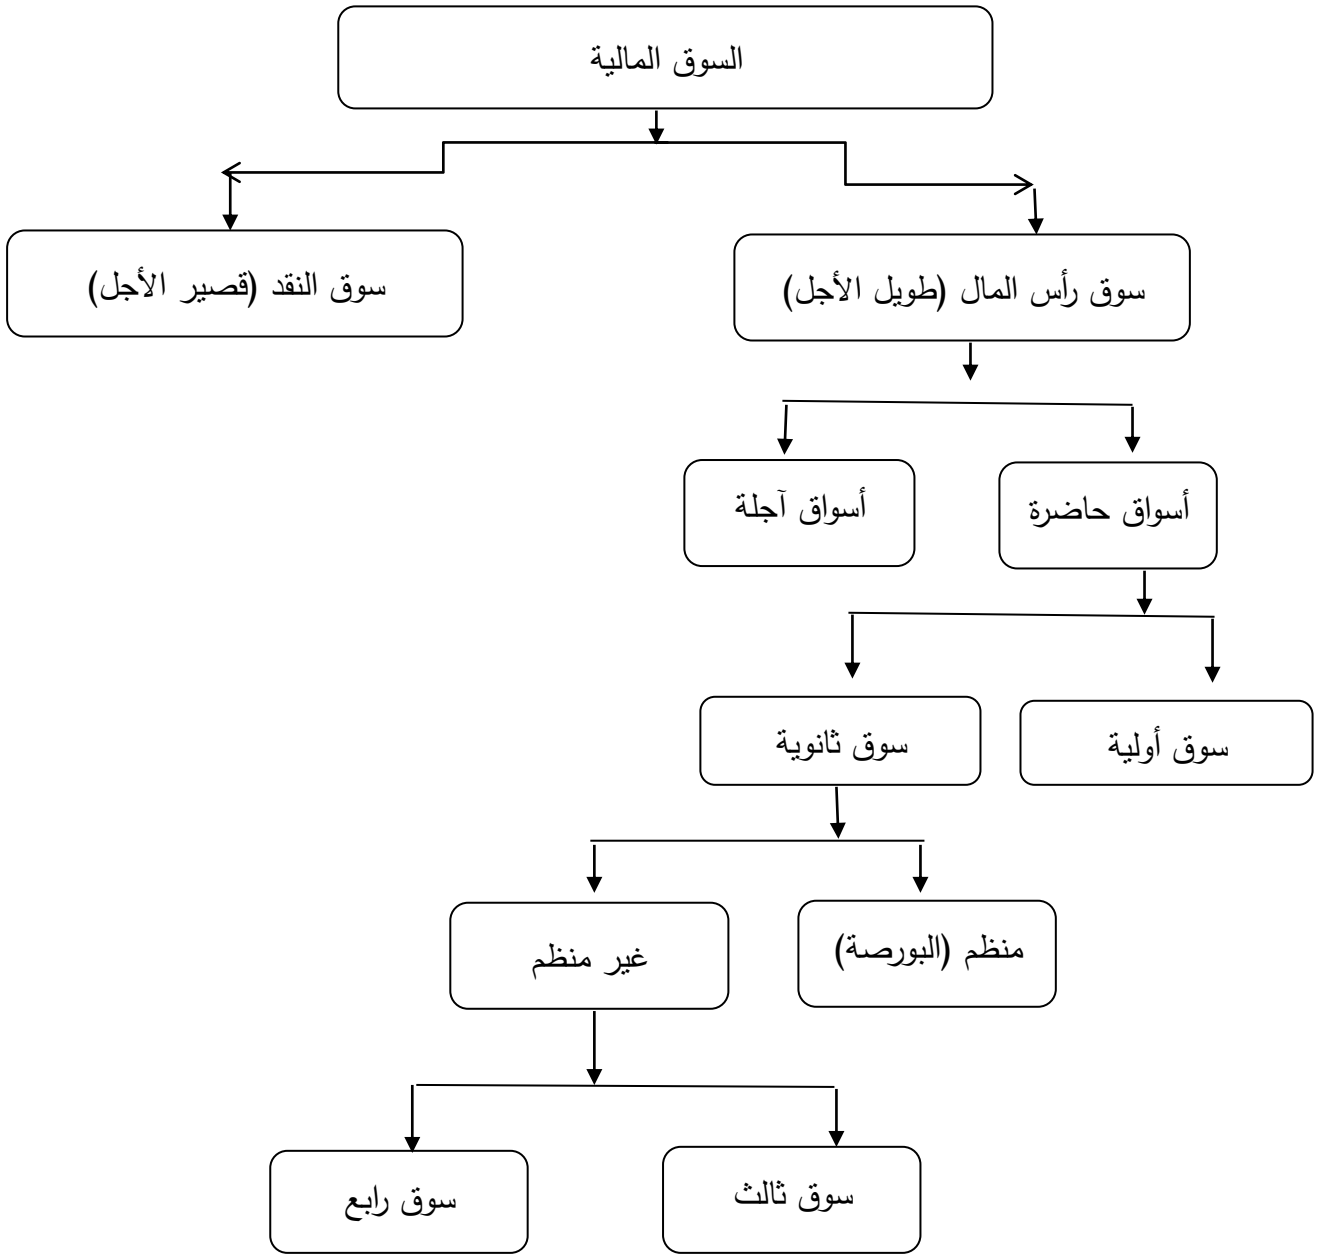 السوق المالية
سوق رأس المال (طويل الأجل)
سوق النقد (قصير الأجل)
أسواق حاضرة
أسواق آجلة
سوق أولية
سوق ثانوية
منظم (البورصة)
غير منظم
سوق ثالث
سوق رابع